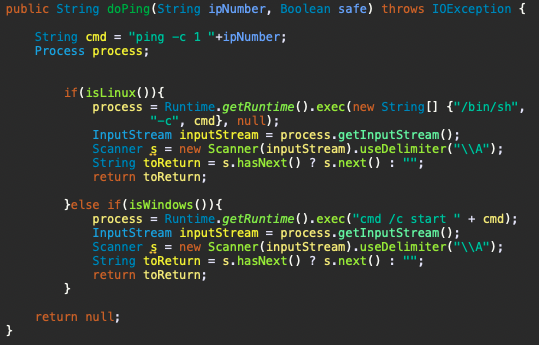 public String doPing(String ipNumber, Boolean safe) throws IOException {
String cmd = "ping -c 1 "+ipNumber;
Process process;
if(isLinux()){
process = Runtime.getRuntime().exec(new String[] {"/bin/sh",
"-c", cmd}, null);
InputStream inputStream = process.getInputStream();
Scanner s = new Scanner(inputStream).useDelimiter("\\A");
String toReturn = s.hasNext() ? s.next() : "";
return toReturn;
}else if(isWindows()){
process = Runtime.getRuntime().exec("cmd /c start " + cmd);
InputStream inputStream = process.getInputStream();
Scanner s = new Scanner(inputStream).useDelimiter("\\A");
String toReturn = s.hasNext() ? s.next() : "";
return toReturn;
}
return null;
}